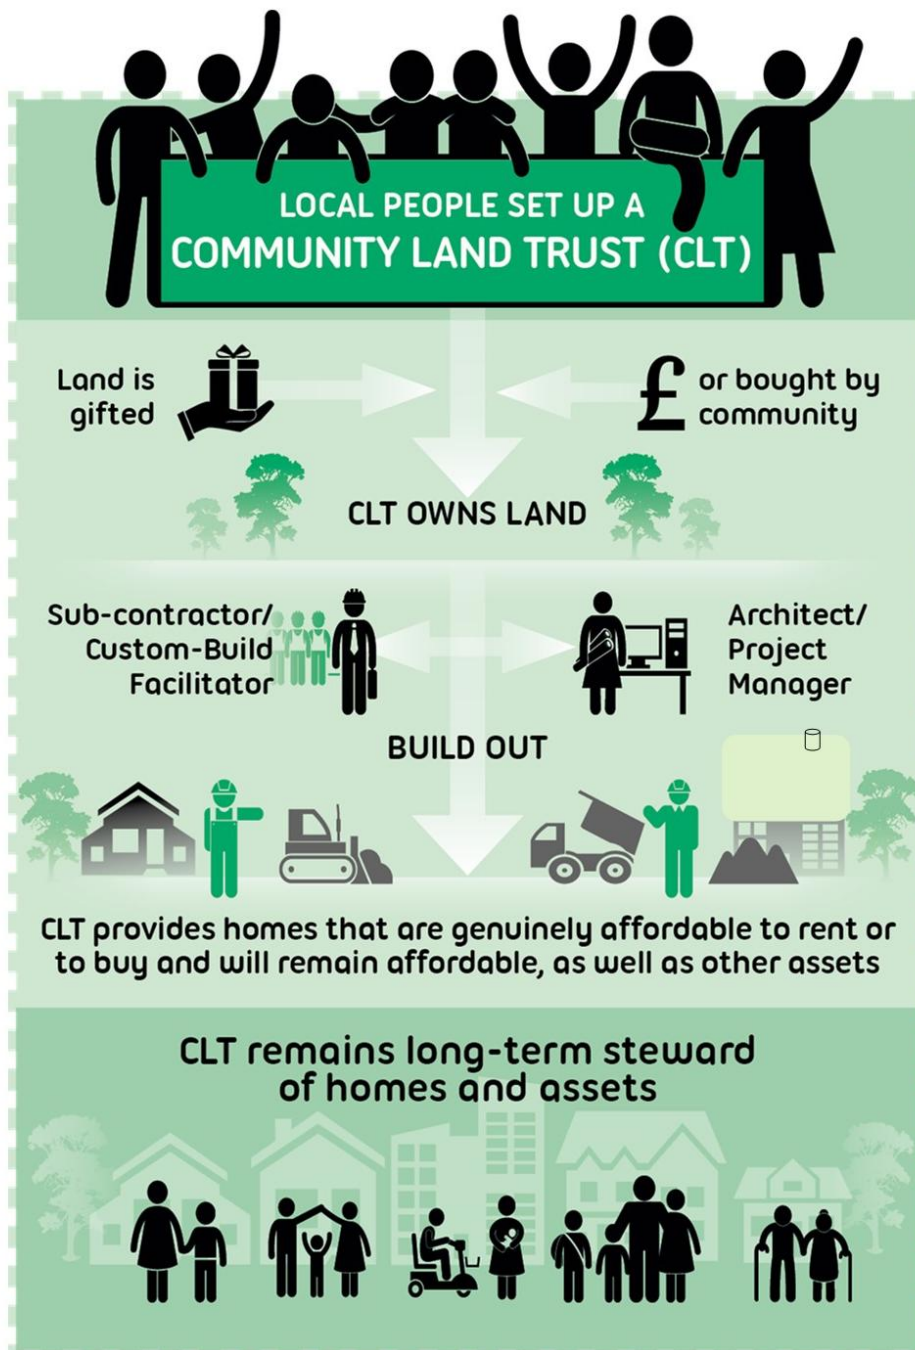 LOCAL PEOPLE SET UP A
COMMUNITY LAND TRUST (CLT)
Land is
gifted
£
or bought by
community
CLT OWNS LAND
Sub-contractor/
Custom-Build
Facilitator
Architect/
Project
Manager
BUILD OUT
CLT provides homes that are genuinely affordable to rent or
to buy and will remain affordable, as well as other assets
CLT remains long-term steward
of homes and assets